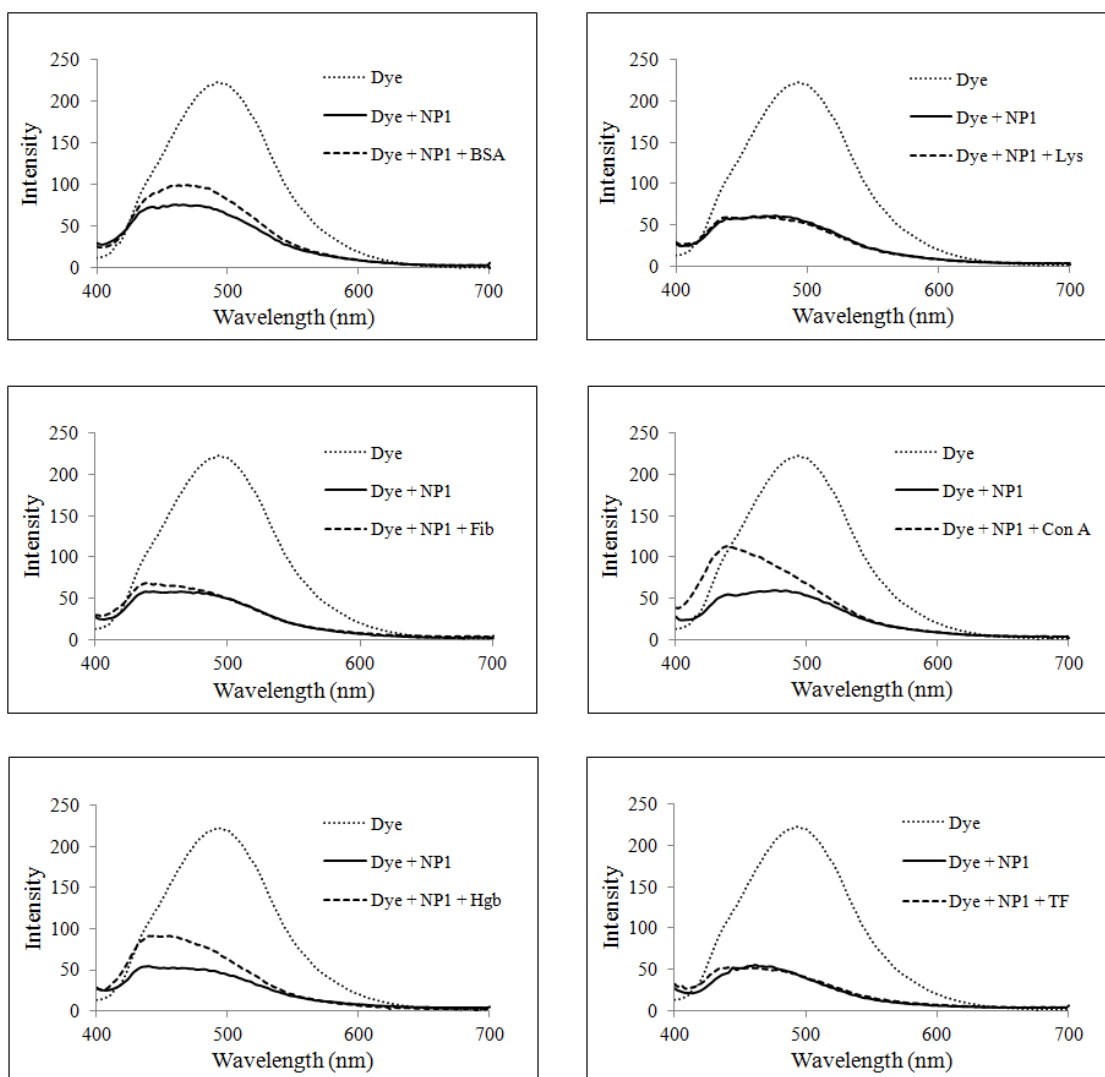 250
200
150
100
50
0
Intensity
400 500 600 700
Wavelength (nm)
Dye
Dye + NP1
Dye + NP1 + BSA
250
200
150
100
50
0
Intensity
400 500 600 700
Wavelength (nm)
Dye
Dye + NP1
Dye + NP1 + Lys
250
200
150
100
50
0
Intensity
400 500 600 700
Wavelength (nm)
Dye
Dye + NP1
Dye + NP1 + Fib
250
200
150
100
50
0
Intensity
400 500 600 700
Wavelength (nm)
Dye
Dye + NP1
Dye + NP1 + Con A
250
200
150
100
50
0
Intensity
400 500 600 700
Wavelength (nm)
Dye
Dye + NP1
Dye + NP1 + Hgb
250
200
150
100
50
0
Intensity
400 500 600 700
Wavelength (nm)
Dye
Dye + NP1
Dye + NP1 + TF